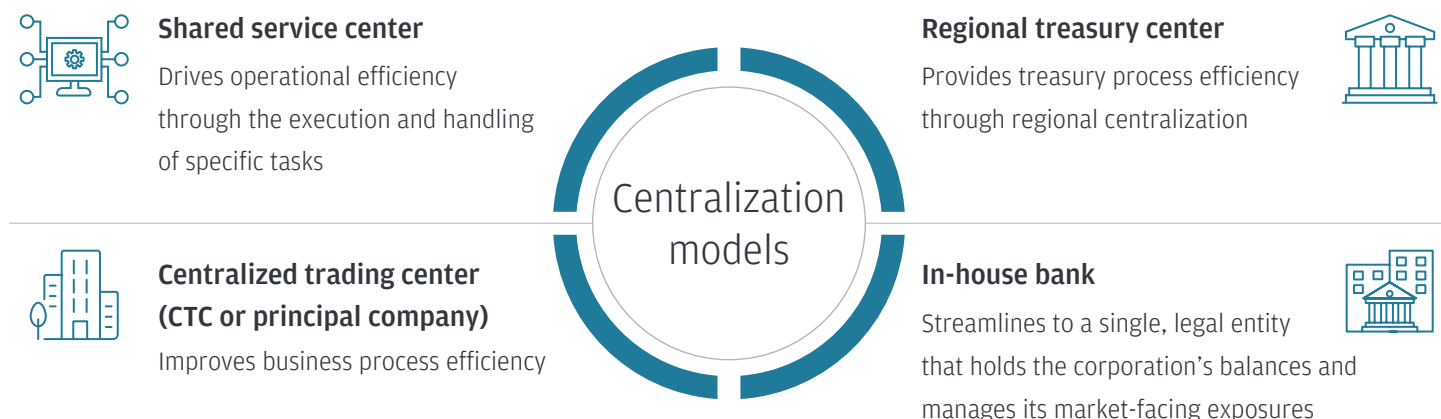 Shared service center
Drives operational efficiency
through the execution and handling
of specific tasks
Regional treasury center
Provides treasury process efficiency
through regional centralization
Centralization
models
Centralized trading center
(CTC or principal company)
Improves business process efficiency
In-house bank
Streamlines to a single, legal entity
that holds the corporation’s balances and
manages its market-facing exposures